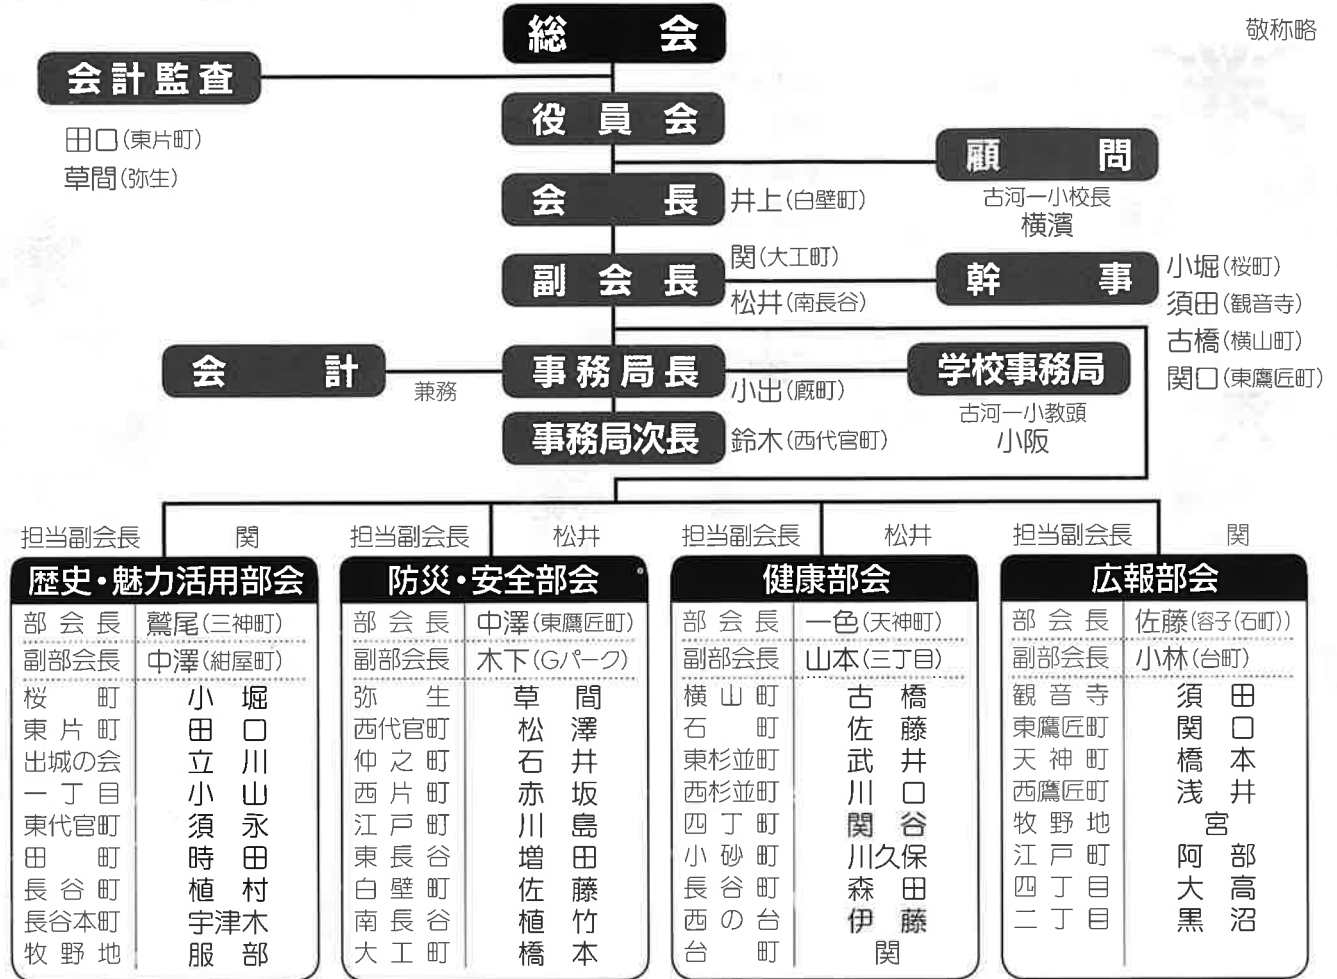 敬称略
総会
会計監査
田口(東片町)
草間(弥生)
役員会
顧問
古河一小校長
横濱
会長 井上(白壁町)
副会長
関(大工町)
松井(南長谷)
幹事
小堀(桜町)
須田(観音寺)
古橋(横山町)
関口(東鷹匠町)
会計
兼務
事務局長 小出(厩町)
学校事務局
古河一小教頭
小阪
事務局次長 鈴木(西代官町)
担当副会長 関
歴史・魅力活用部会
部会長 鷲尾(三神町)
副部会長 中澤(紺屋町)
桜町 小堀
東片町 田口
出城の会 立川
一丁目 小山
東代官町 須永
田町 時田
長谷町 植村
長谷本町 宇津木
牧野地 服部
担当副会長 松井
防災・安全部会
部会長 中澤(東鷹匠町)
副部会長 木下(Gパーク)
弥生 草間
西代官町 松澤
仲之町 石井
西片町 赤坂
江戸町 川島
東長谷 増田
白壁町 佐藤
南長谷 植竹
大工町 橋本
担当副会長 松井
健康部会
部会長 一色(天神町)
副部会長 山本(三丁目)
横山町 古橋
石町 佐藤
東杉並町 武井
西杉並町 川口
四丁町 関谷
小砂町 川久保
長谷町 森田
西の台 伊藤
台町 関
担当副会長 関
広報部会
部会長 佐藤(容子(石町))
副部会長 小林(台町)
観音寺 須田
東鷹匠町 関口
天神町 橋本
西鷹匠町 浅井
牧野地 宮
江戸町 阿部
四丁目 大高
二丁目 黒沼